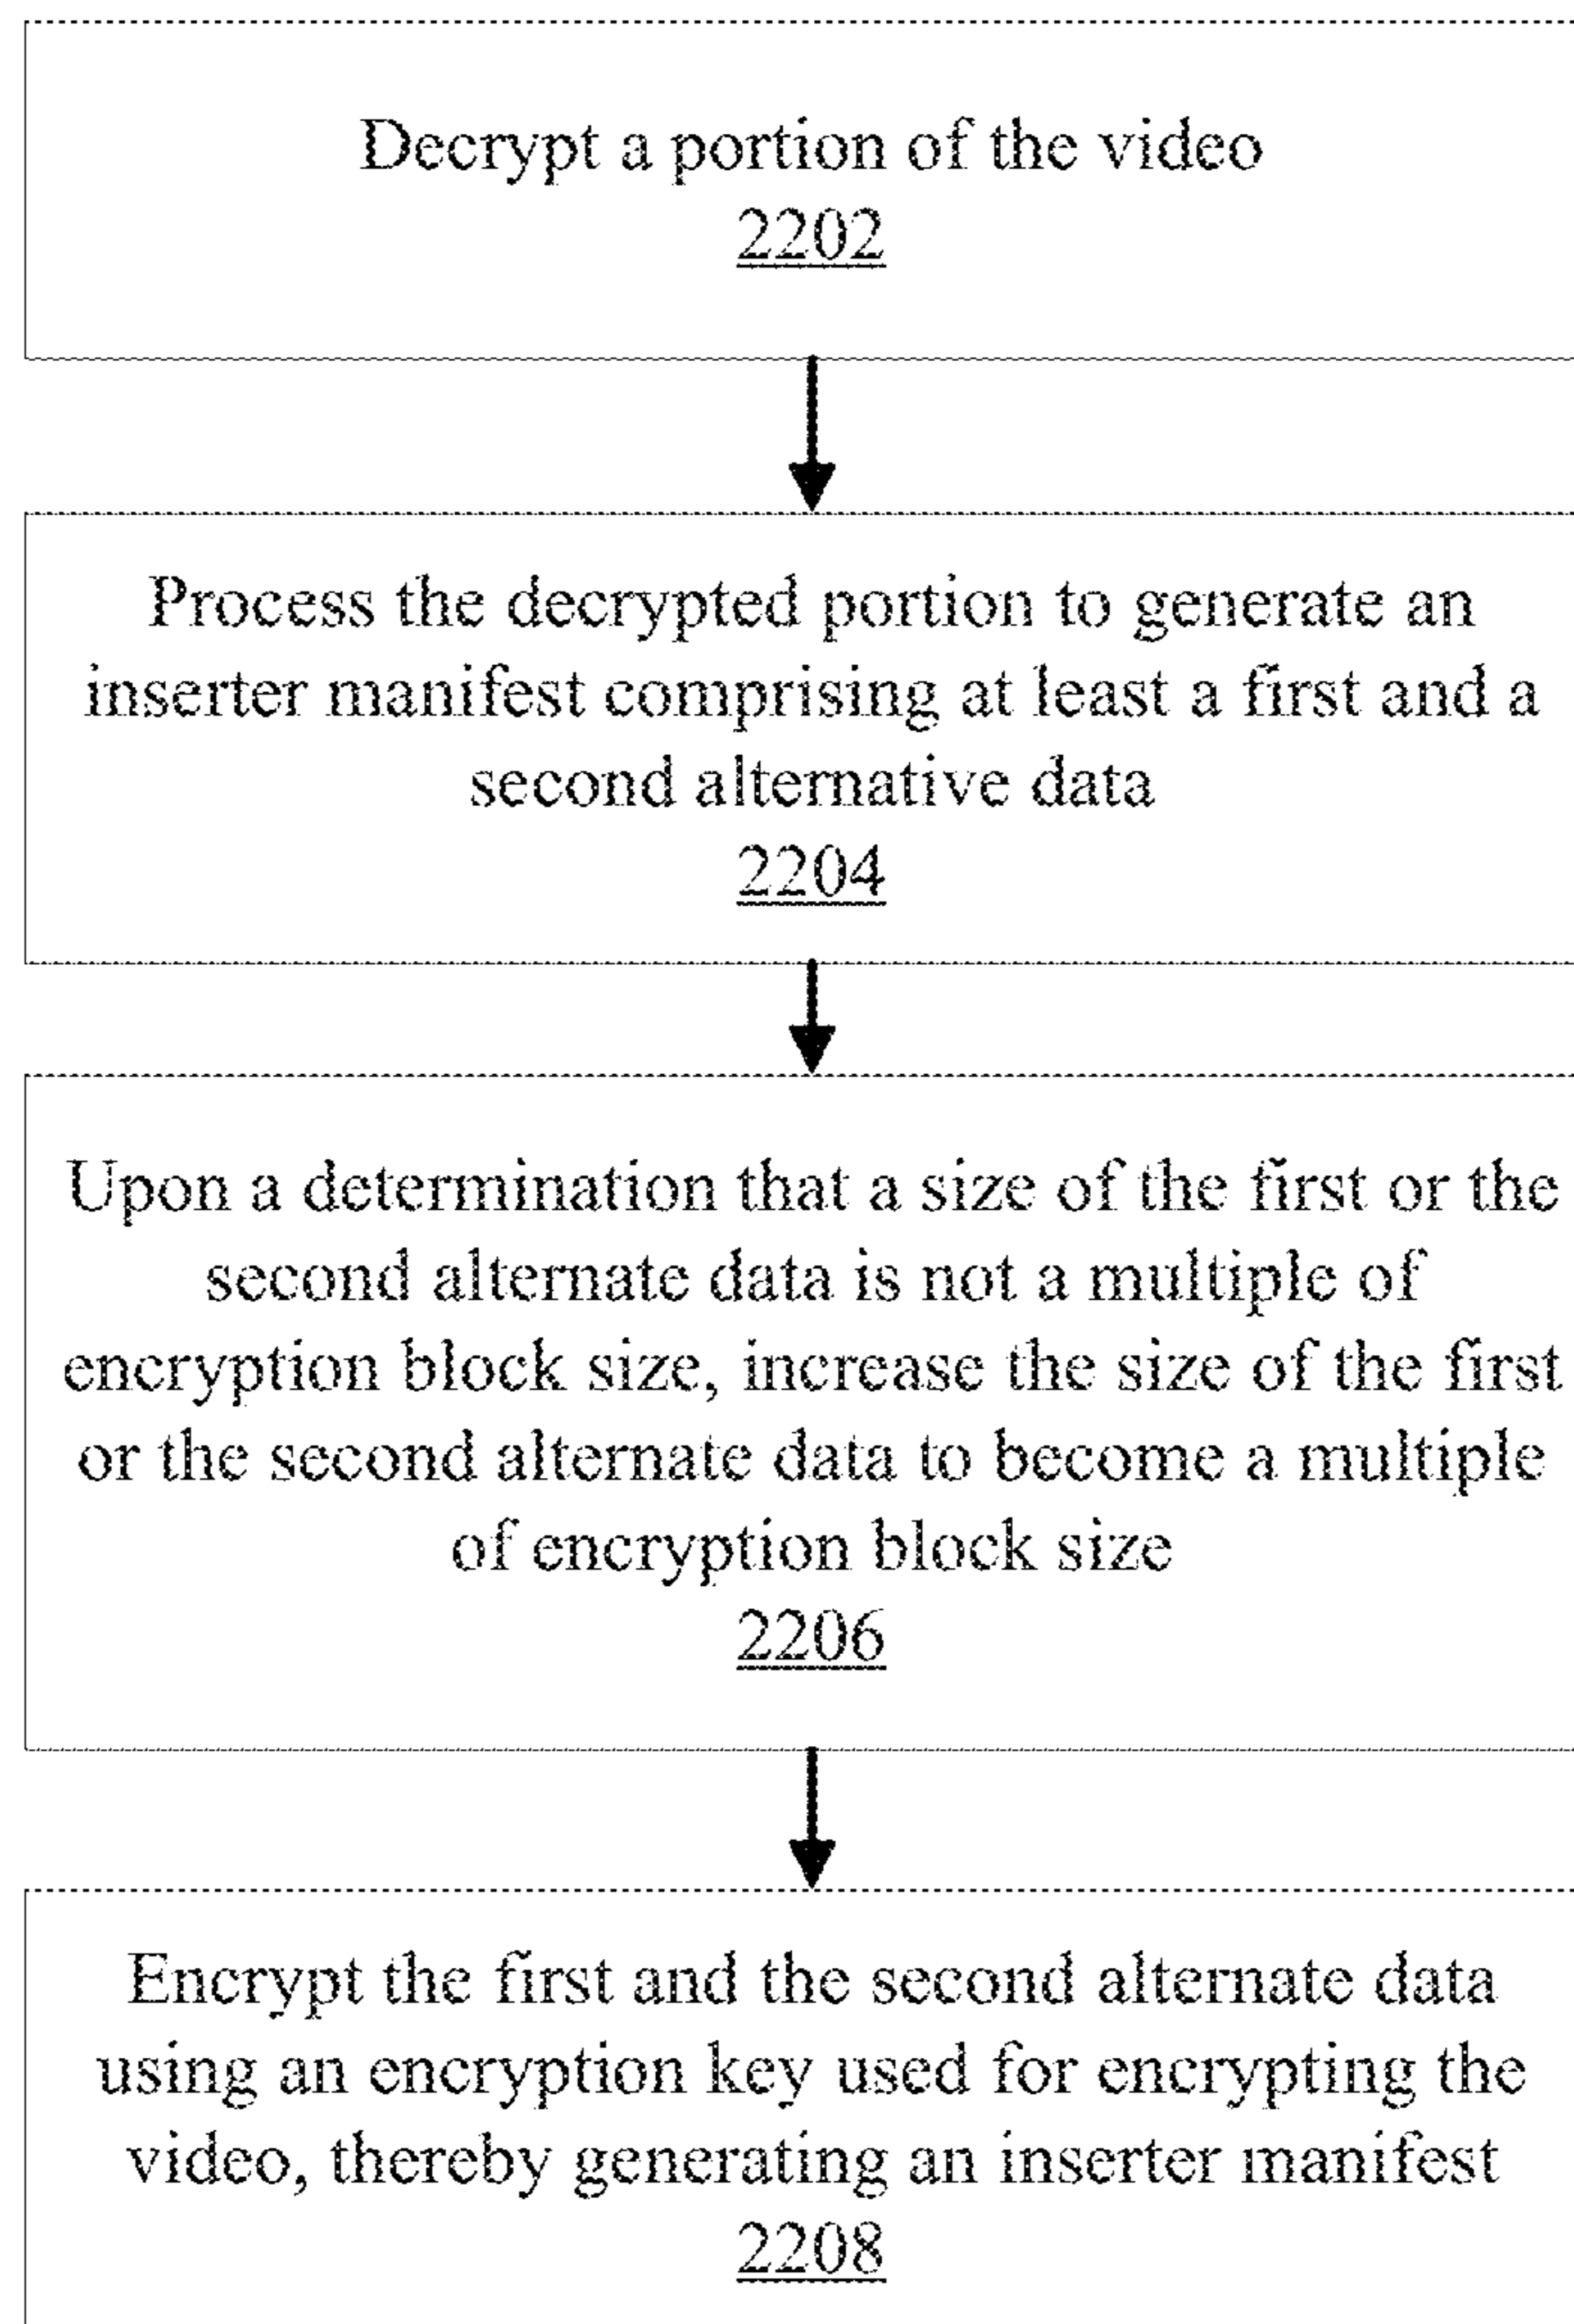 Decrypt a portion of the video
2202
Process the decrypted portion to generate an
inserter manifest comprising at least a first and a
second alternative data
2204
Upon a determination that a size of the first or the
second alternate data is not a multiple of
encryption block size, increase the size of the first
or the second alternate data to become a multiple
of encryption block size
2206
Encrypt the first and the second alternate data
using an encryption key used for encrypting the
video, thereby generating an inserter manifest
2208